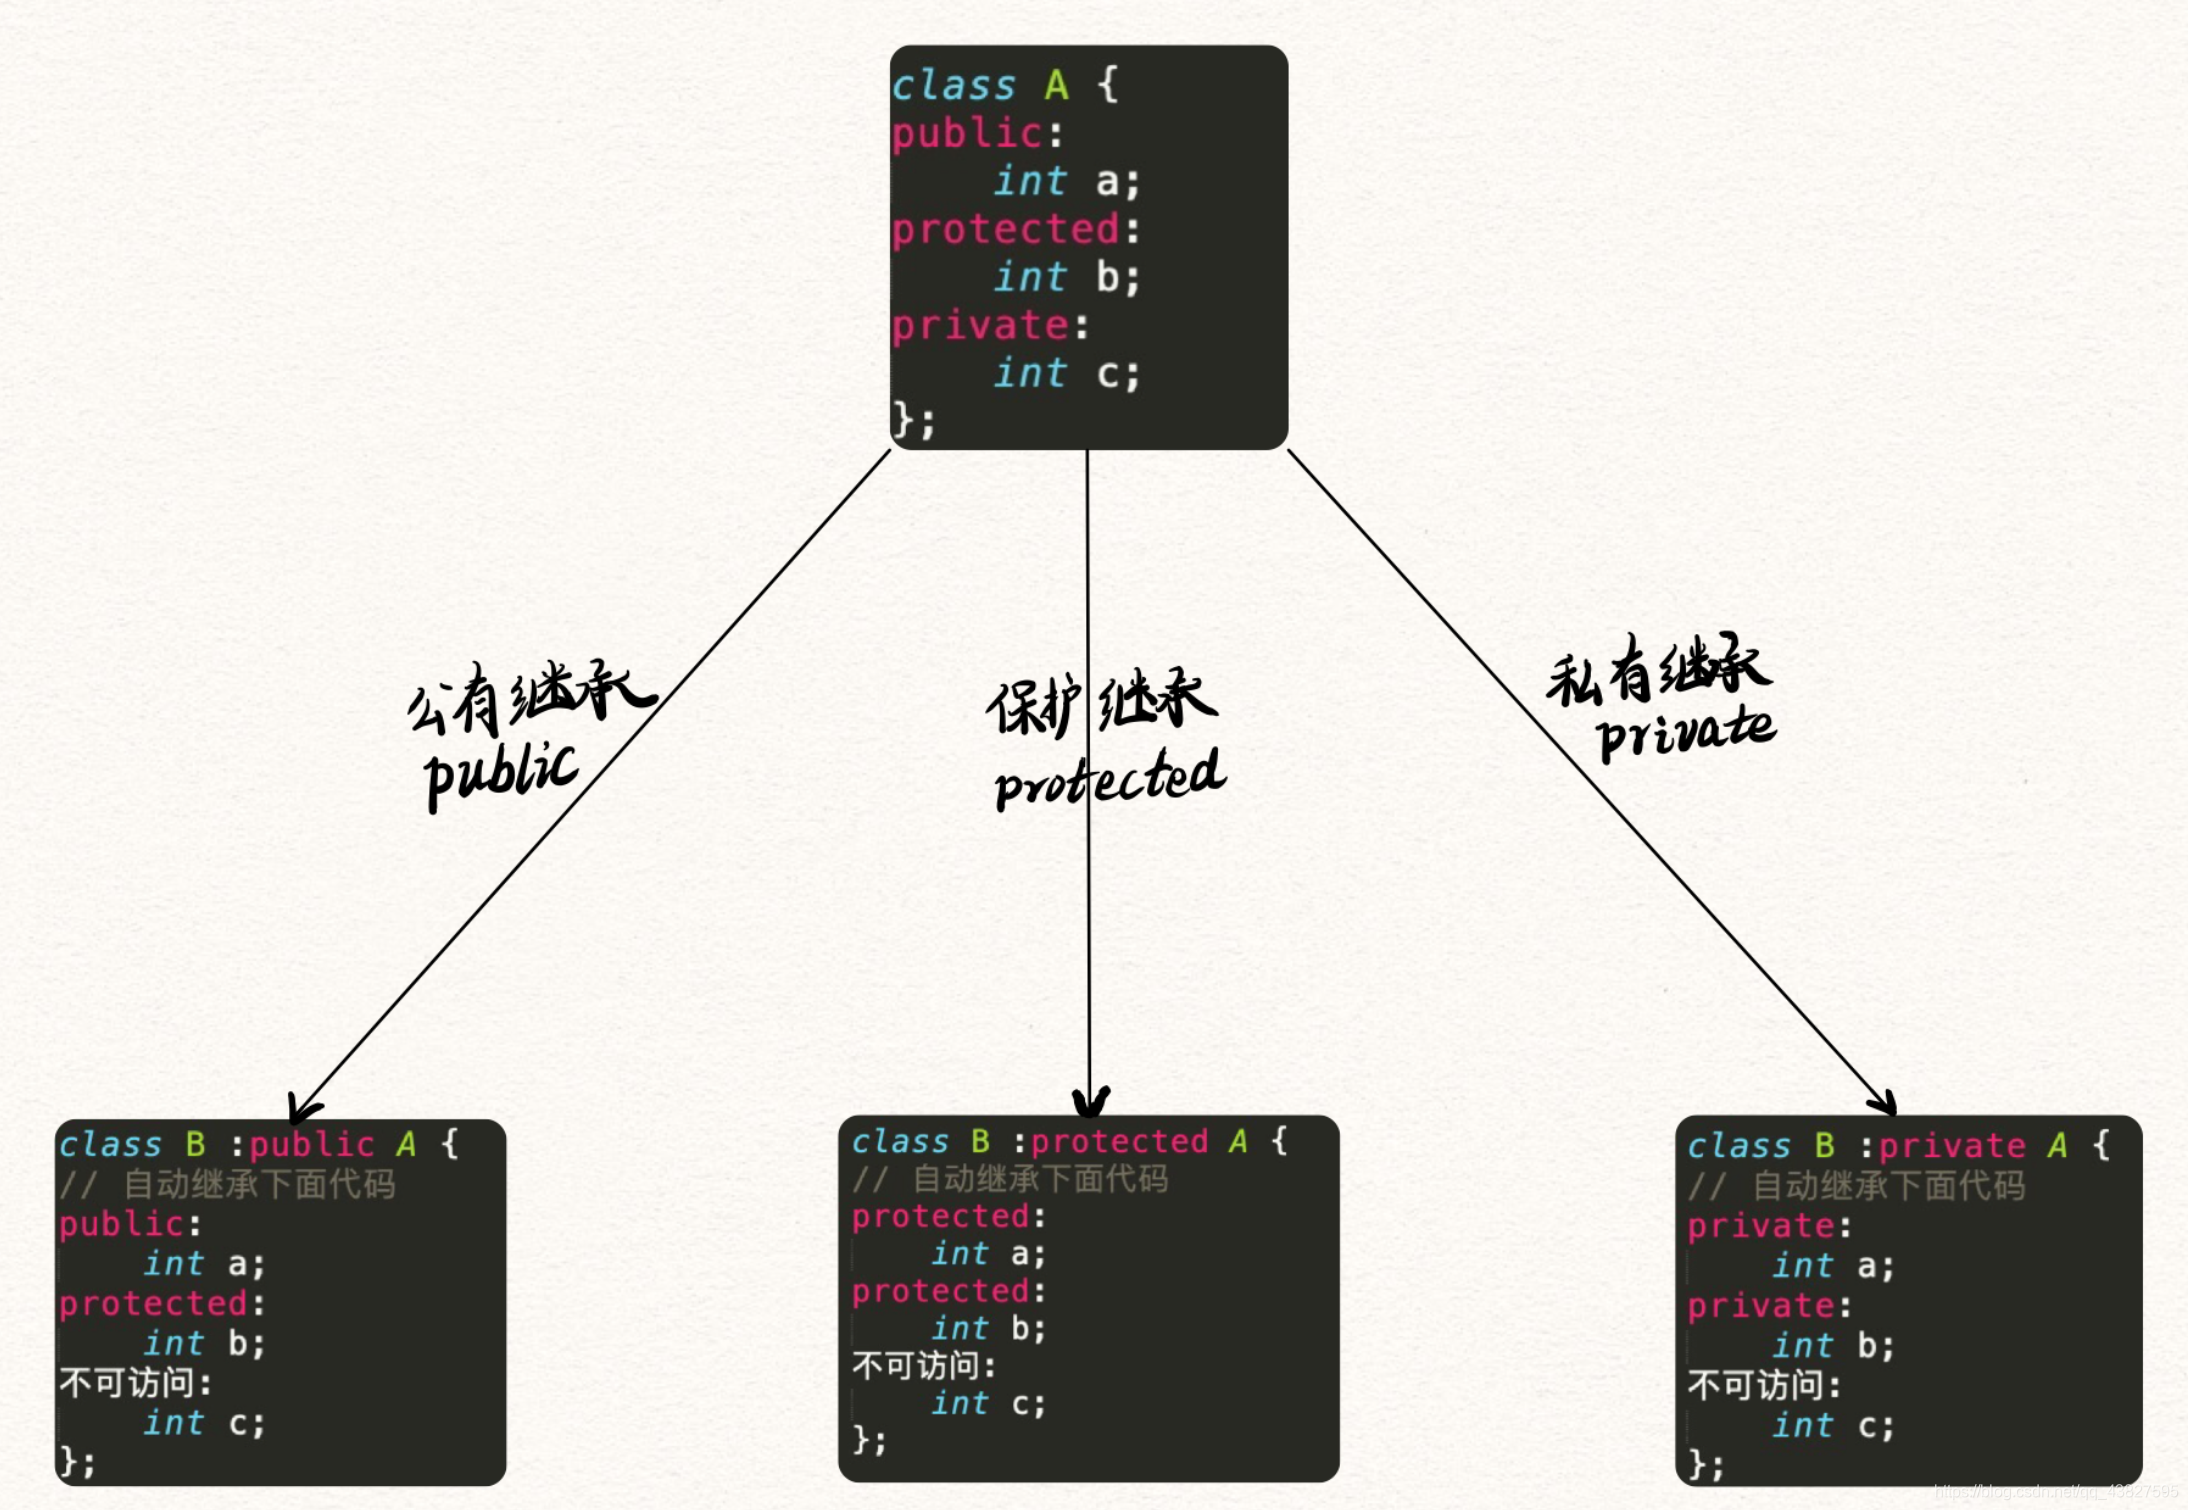 class A {
public:
    int a;
protected:
    int b;
private:
    int c;
};
公有继承
public
保护继承
protected
私有继承
private
class B :public A {
// 自动继承下面代码
public:
    int a;
protected:
    int b;
不可访问:
    int c;
};
class B :protected A {
// 自动继承下面代码
protected:
    int a;
protected:
    int b;
不可访问:
    int c;
};
class B :private A {
// 自动继承下面代码
private:
    int a;
private:
    int b;
不可访问:
    int c;
};
https://blog.csdn.net/qq_43827595